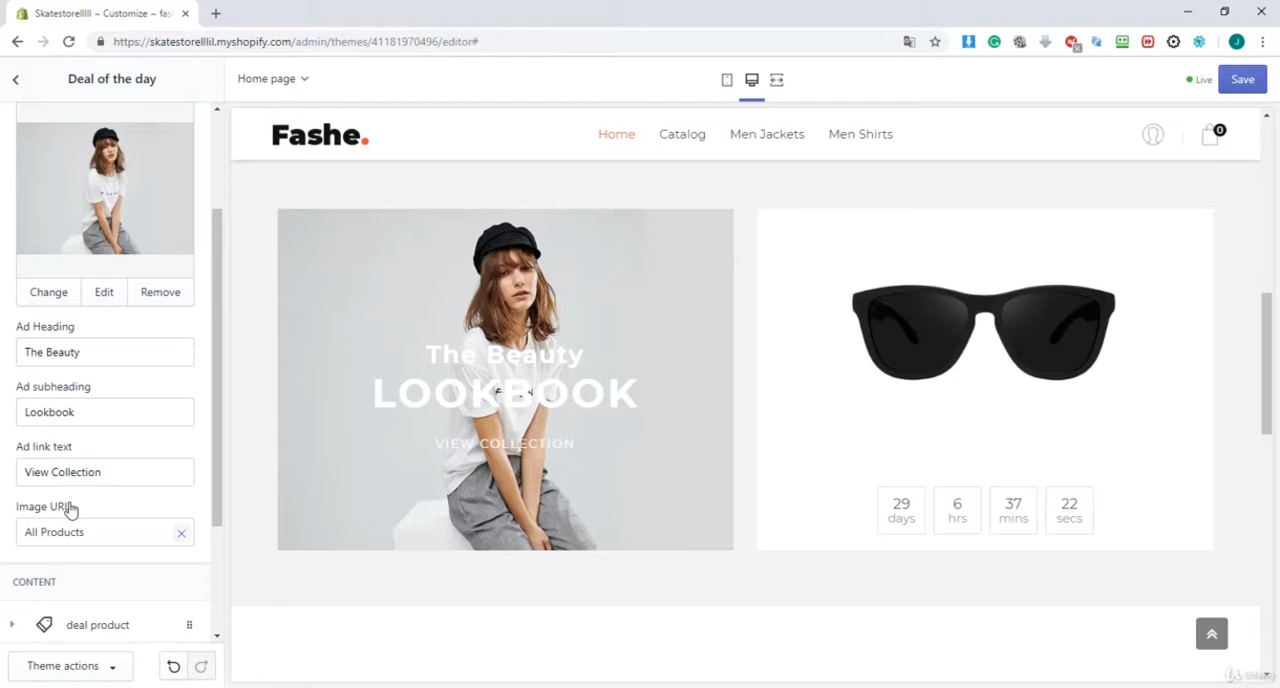 Skatestorelllll ~ Customize ~ fas
https://skatestorelllil.myshopify.com/admin/themes/41181970496/editor#
Deal of the day
Home page
Live
Save
Fashe.
Home
Catalog
Men Jackets
Men Shirts
0
Change
Edit
Remove
Ad Heading
The Beauty
Ad subheading
Lookbook
Ad link text
View Collection
Image URL
All Products
CONTENT
deal product
Theme actions
The Beauty
LOOKBOOK
VIEW COLLECTION
29 6 37 22
days hrs mins secs
Udemy